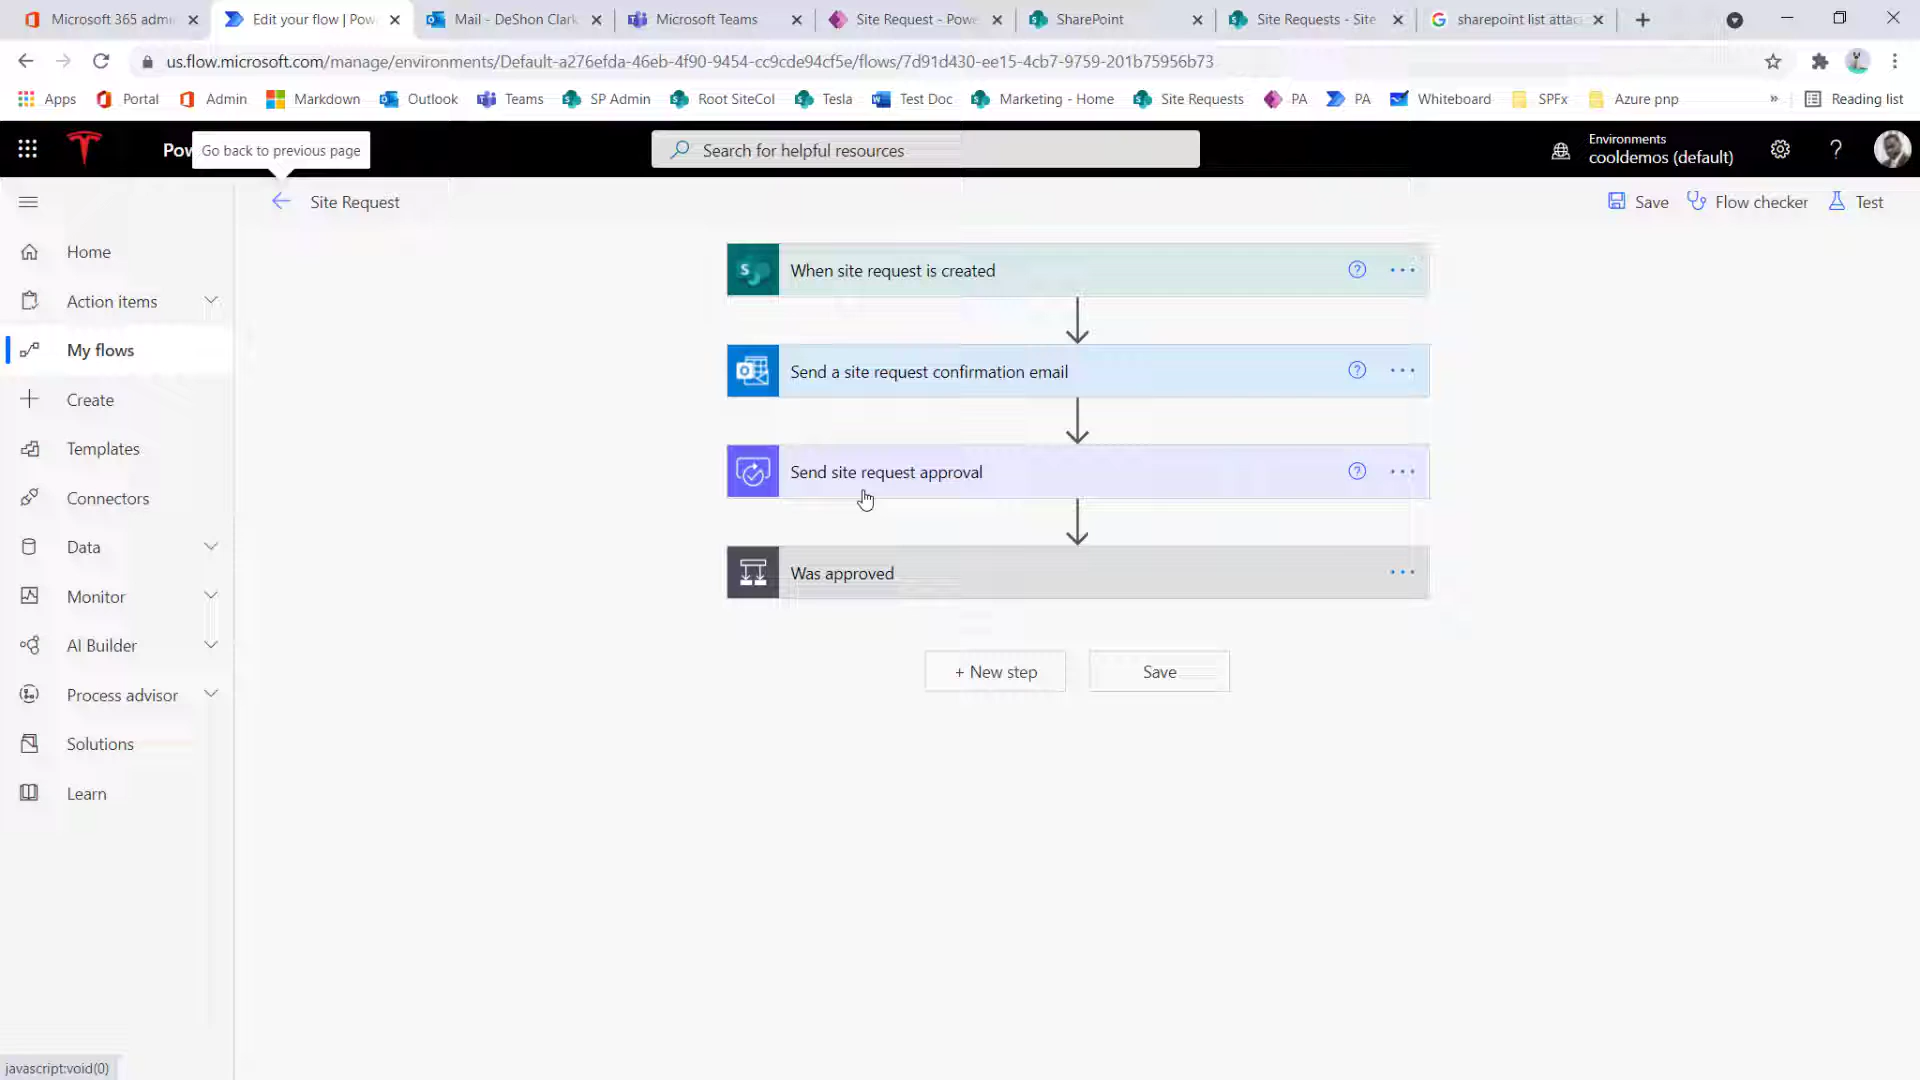 Microsoft 365 admi
Edit your flow | Pow
Mail - DeShon Clark
Microsoft Teams
Site Request - Powe
SharePoint
Site Requests - Site
sharepoint list attac
us.flow.microsoft.com/manage/environments/Default-a276efda-46eb-4f90-9454-cc9cde94cf5e/flows/7d91d430-ee15-4cb7-9759-201b75956b73
Apps
Portal
Admin
Markdown
Outlook
Teams
SP Admin
Root SiteCol
Tesla
Test Doc
Marketing - Home
Site Requests
PA
PA
Whiteboard
SPFx
Azure pnp
»
Reading list
Pow
Go back to previous page
Search for helpful resources
Environments
cooldemos (default)
?
Site Request
Save
Flow checker
Test
Home
Action items
My flows
Create
Templates
Connectors
Data
Monitor
AI Builder
Process advisor
Solutions
Learn
When site request is created
Send a site request confirmation email
Send site request approval
Was approved
+ New step
Save
javascript:void(0)